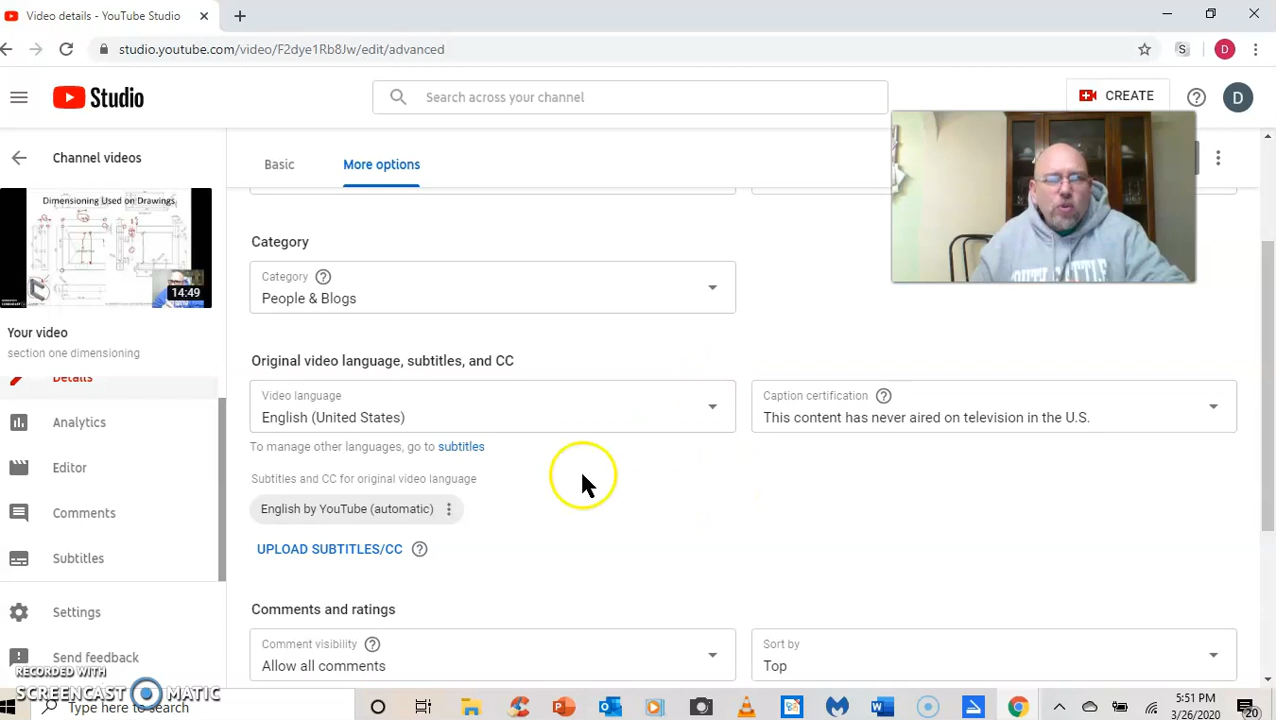 Video details - YouTube Studio
studio.youtube.com/video/F2dye1Rb8Jw/edit/advanced
S
D
Studio
Search across your channel
CREATE
D
Channel videos
Basic
More options
Dimensioning Used on Drawings
14:49
Your video
section one dimensioning
Details
Analytics
Editor
Comments
Subtitles
Settings
Send feedback
Category
Category
People & Blogs
Original video language, subtitles, and CC
Video language
English (United States)
Caption certification
This content has never aired on television in the U.S.
To manage other languages, go to subtitles
Subtitles and CC for original video language
English by YouTube (automatic)
UPLOAD SUBTITLES/CC
Comments and ratings
Comment visibility
Allow all comments
Sort by
Top
RECORDED WITH
SCREENCAST MATIC
Type here to search
5:51 PM
3/26/2020
20